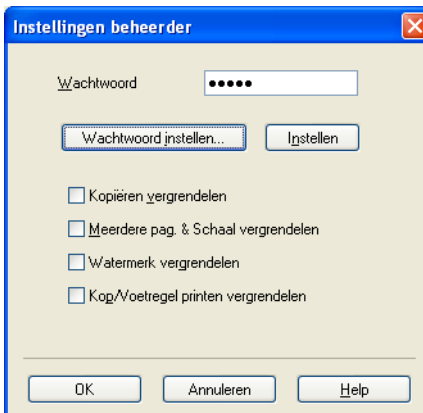 Instellingen beheerder
Wachtwoord •••••
Wachtwoord instellen... Instellen
Kopiëren vergrendelen
Meerdere pag. & Schaal vergrendelen
Watermerk vergrendelen
Kop/Voetregel printen vergrendelen
OK Annuleren Help